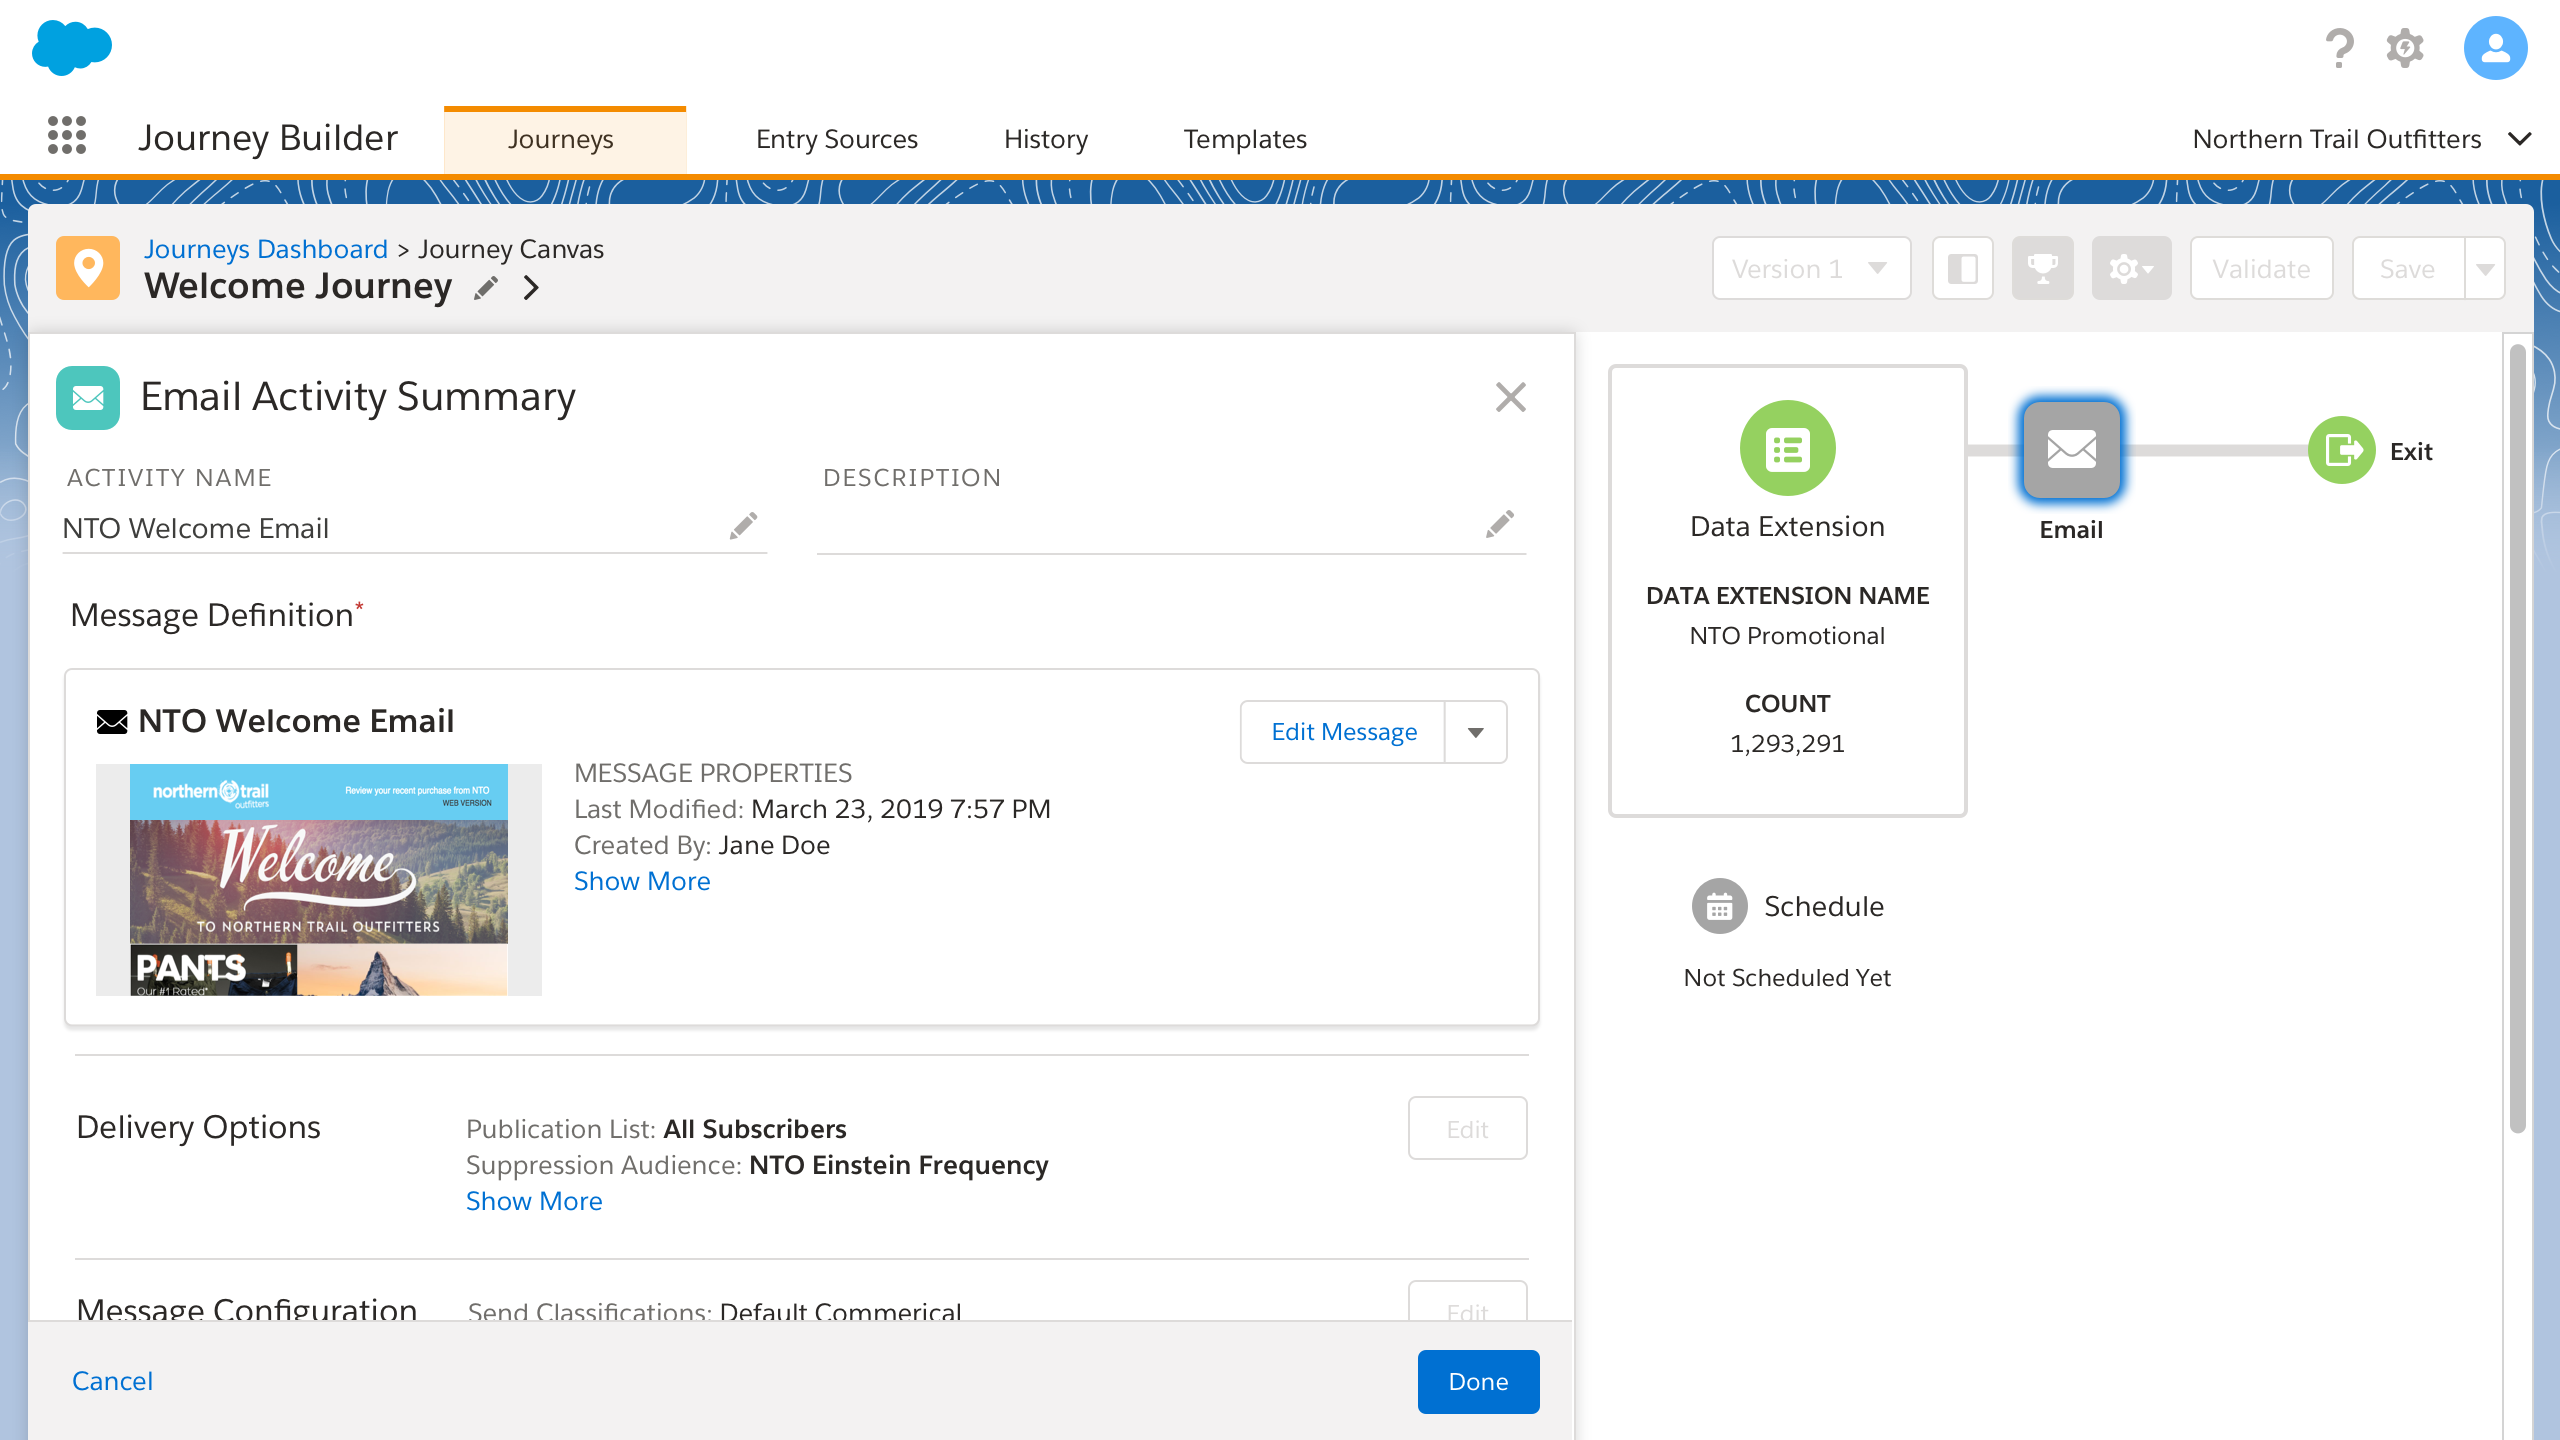 Journey Builder
Journeys
Entry Sources
History
Templates
Northern Trail Outfitters
Journeys Dashboard > Journey Canvas
Welcome Journey
Version 1
Validate
Save
Email Activity Summary
ACTIVITY NAME
NTO Welcome Email
DESCRIPTION
Message Definition*
NTO Welcome Email
Edit Message
northern trail
outfitters
Review your recent purchase from NTO
WEB VERSION
Welcome
TO NORTHERN TRAIL OUTFITTERS
PANTS
Our #1 Rated*
MESSAGE PROPERTIES
Last Modified: March 23, 2019 7:57 PM
Created By: Jane Doe
Show More
Delivery Options
Publication List: All Subscribers
Suppression Audience: NTO Einstein Frequency
Show More
Edit
Message Configuration
Send Classifications: Default Commerical
Edit
Cancel
Done
Data Extension
DATA EXTENSION NAME
NTO Promotional
COUNT
1,293,291
Email
Exit
Schedule
Not Scheduled Yet